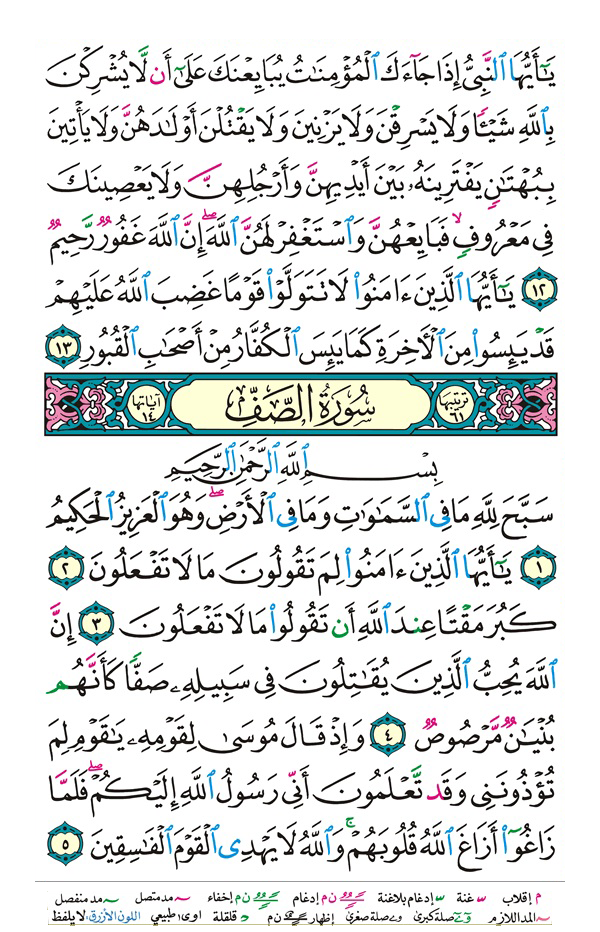 يَٰٓأَيُّهَا ٱلنَّبِيُّ إِذَا جَآءَكَ ٱلْمُؤْمِنَٰتُ يُبَايِعْنَكَ عَلَىٰٓ أَن لَّا يُشْرِكْنَ
بِٱللَّهِ شَيْـًٔا وَلَا يَسْرِقْنَ وَلَا يَزْنِينَ وَلَا يَقْتُلْنَ أَوْلَٰدَهُنَّ وَلَا يَأْتِينَ
بِبُهْتَٰنٍ يَفْتَرِينَهُۥ بَيْنَ أَيْدِيهِنَّ وَأَرْجُلِهِنَّ وَلَا يَعْصِينَكَ
فِي مَعْرُوفٍ ۙ فَبَايِعْهُنَّ وَٱسْتَغْفِرْ لَهُنَّ ٱللَّهَ ۖ إِنَّ ٱللَّهَ غَفُورٌ رَّحِيمٌ
١٢ يَٰٓأَيُّهَا ٱلَّذِينَ ءَامَنُوا۟ لَا تَتَوَلَّوْا۟ قَوْمًا غَضِبَ ٱللَّهُ عَلَيْهِمْ
قَدْ يَئِسُوا۟ مِنَ ٱلْءَاخِرَةِ كَمَا يَئِسَ ٱلْكُفَّارُ مِنْ أَصْحَٰبِ ٱلْقُبُورِ ١٣
ترتيبها ٦١ سُورَةُ الصَّفِّ آياتها ١٤
بِسْمِ ٱللَّهِ ٱلرَّحْمَٰنِ ٱلرَّحِيمِ
سَبَّحَ لِلَّهِ مَا فِي ٱلسَّمَٰوَٰتِ وَمَا فِي ٱلْأَرْضِ ۖ وَهُوَ ٱلْعَزِيزُ ٱلْحَكِيمُ
١ يَٰٓأَيُّهَا ٱلَّذِينَ ءَامَنُوا۟ لِمَ تَقُولُونَ مَا لَا تَفْعَلُونَ ٢
كَبُرَ مَقْتًا عِندَ ٱللَّهِ أَن تَقُولُوا۟ مَا لَا تَفْعَلُونَ ٣ إِنَّ
ٱللَّهَ يُحِبُّ ٱلَّذِينَ يُقَٰتِلُونَ فِي سَبِيلِهِۦ صَفًّا كَأَنَّهُم
بُنْيَٰنٌ مَّرْصُوصٌ ٤ وَإِذْ قَالَ مُوسَىٰ لِقَوْمِهِۦ يَٰقَوْمِ لِمَ
تُؤْذُونَنِي وَقَد تَّعْلَمُونَ أَنِّي رَسُولُ ٱللَّهِ إِلَيْكُمْ ۖ فَلَمَّا
زَاغُوٓا۟ أَزَاغَ ٱللَّهُ قُلُوبَهُمْ ۚ وَٱللَّهُ لَا يَهْدِي ٱلْقَوْمَ ٱلْفَٰسِقِينَ ٥
م إقلاب غنة إدغام بلاغنة ن م إدغام ن م إخفاء مد متصل مد منفصل
المد اللازم صلة كبرى و ے صلة صغرى إظهار ن م قلقلة اوى: طبيعي اللون الأزرق: لا يلفظ